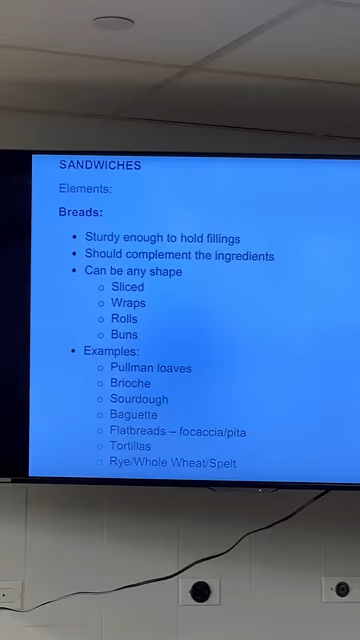 SANDWICHES
Elements:
Breads:
• Sturdy enough to hold fillings
• Should complement the ingredients
• Can be any shape
○ Sliced
○ Wraps
○ Rolls
○ Buns
• Examples:
○ Pullman loaves
○ Brioche
○ Sourdough
○ Baguette
○ Flatbreads – focaccia/pita
○ Tortillas
○ Rye/Whole Wheat/Spelt